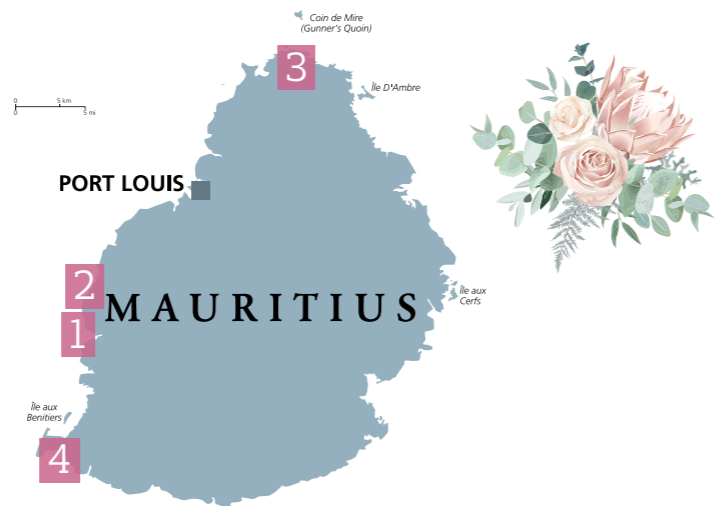 Coin de Mire
(Gunner's Quoin)
3
Île D'Ambre
0 5 km
0 5 mi
PORT LOUIS
2
MAURITIUS
Île aux
Cerfs
1
Île aux
Benitiers
4